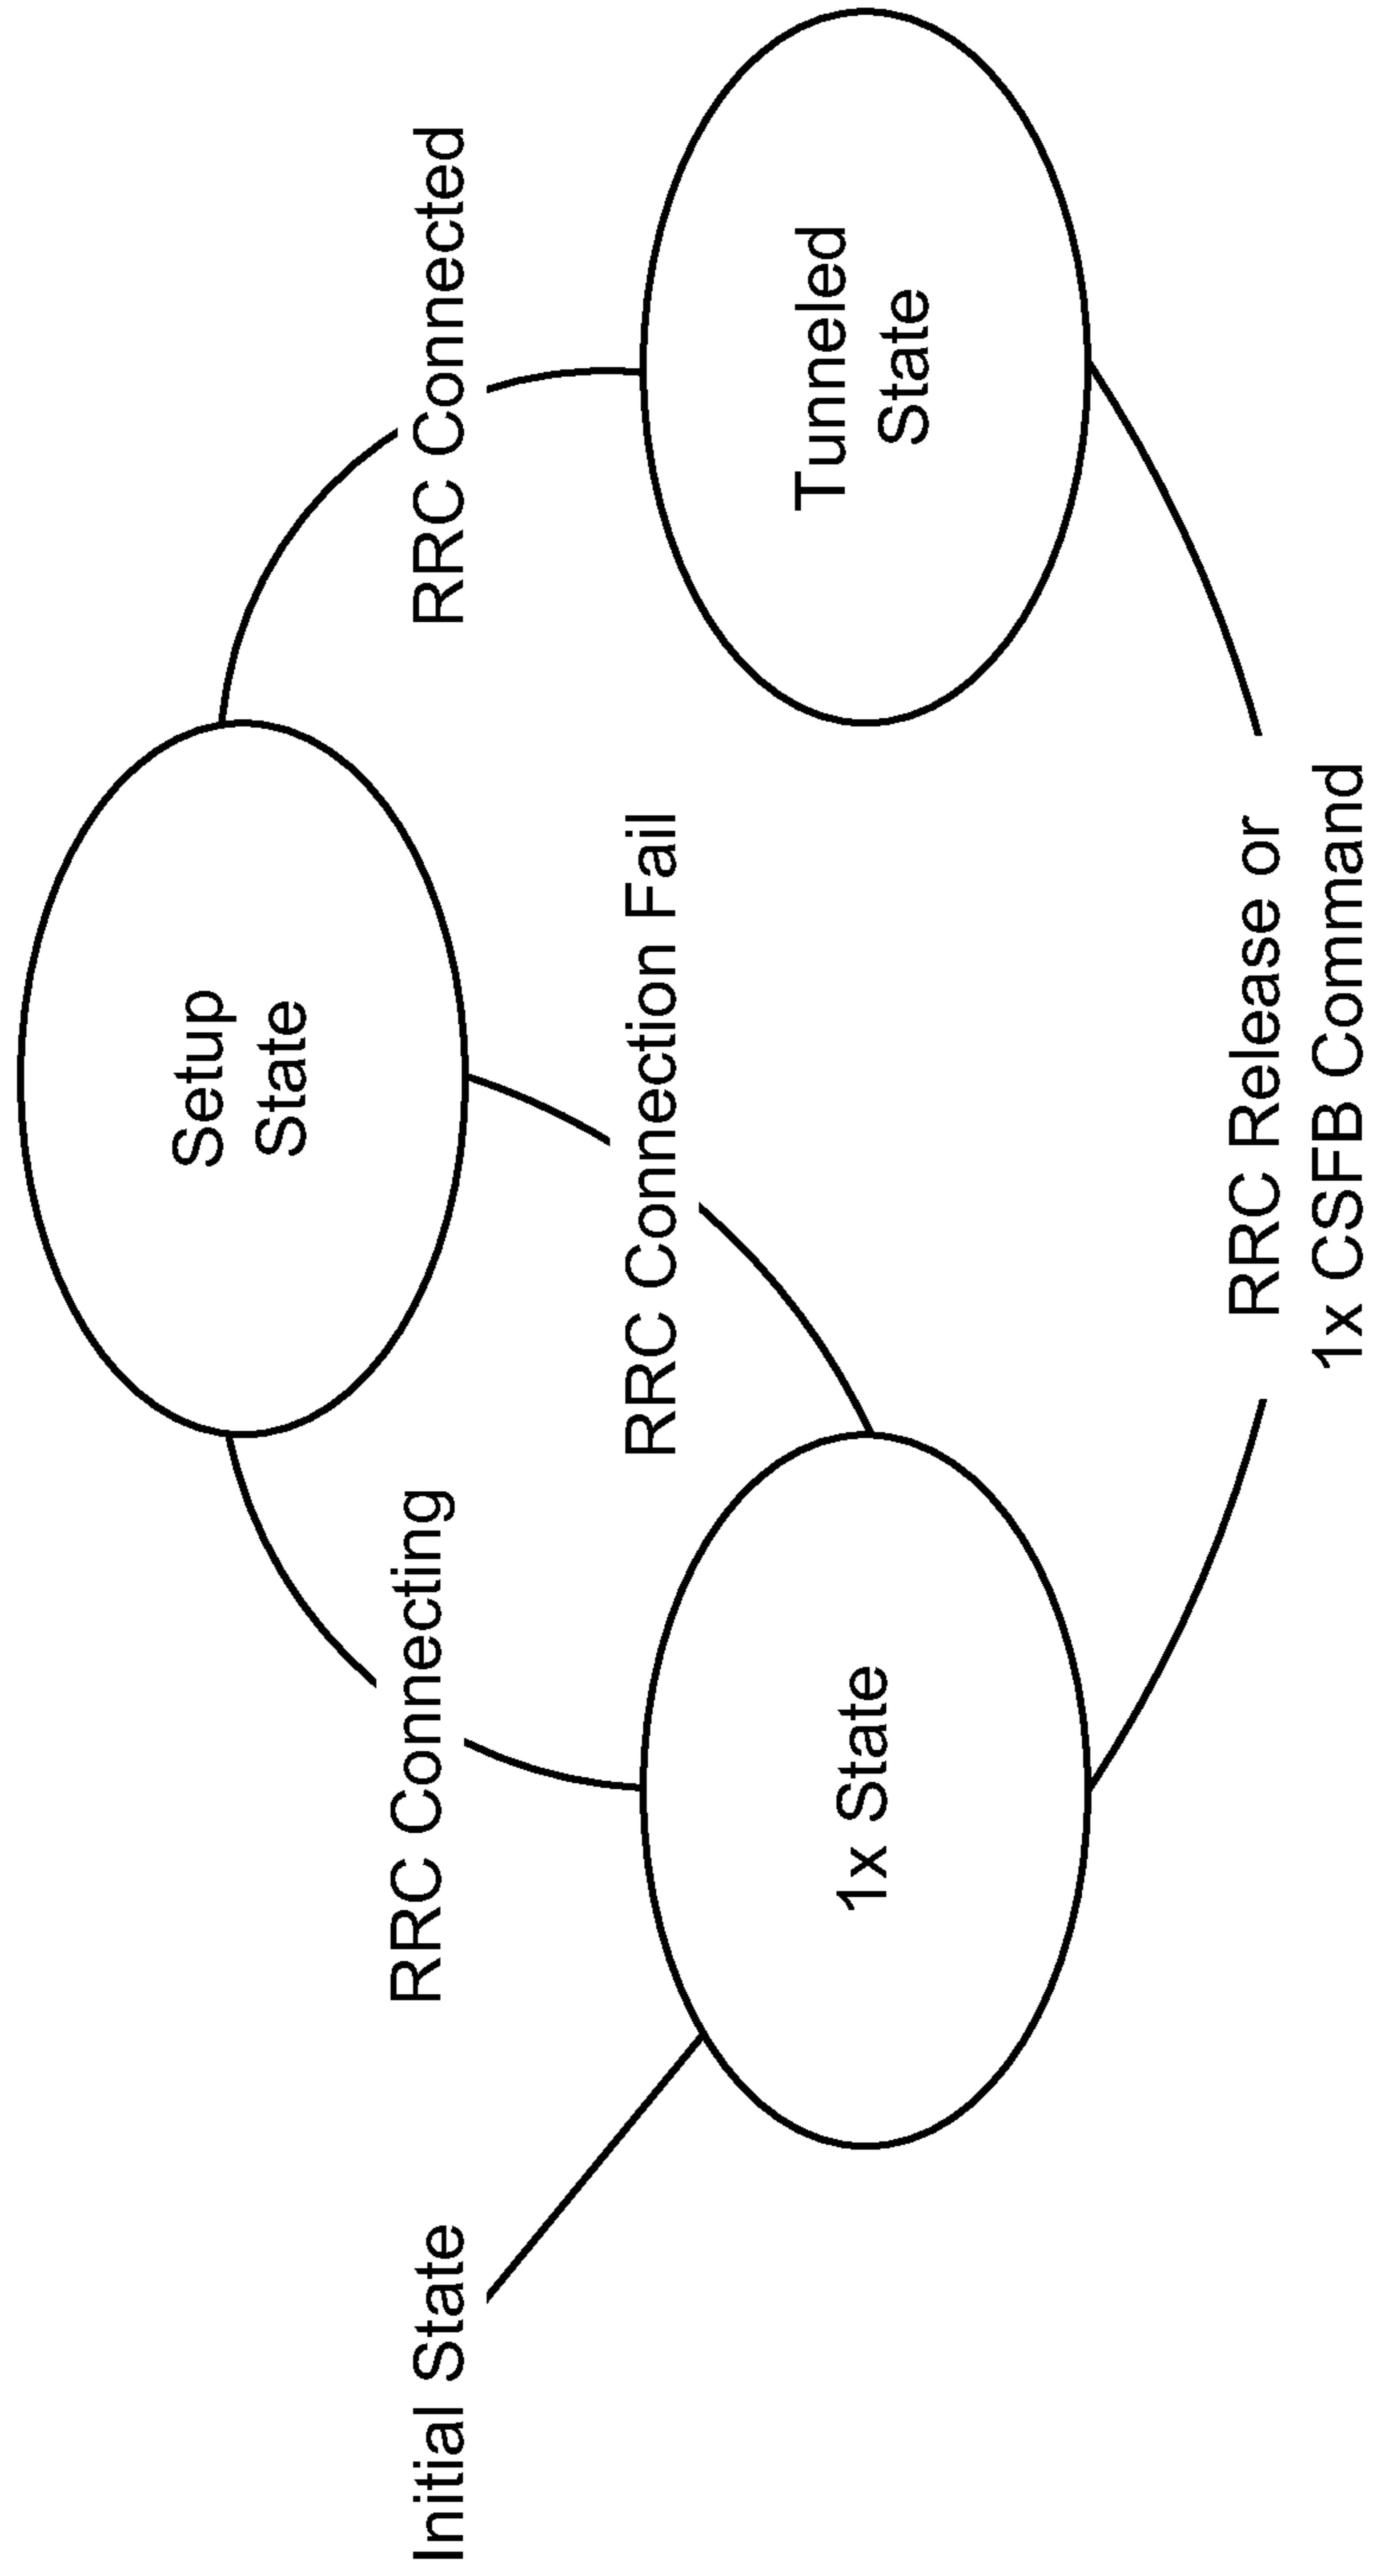 Setup
State
RRC Connecting
RRC Connected
Initial State
RRC Connection Fail
1x State
Tunneled
State
RRC Release or
1x CSFB Command